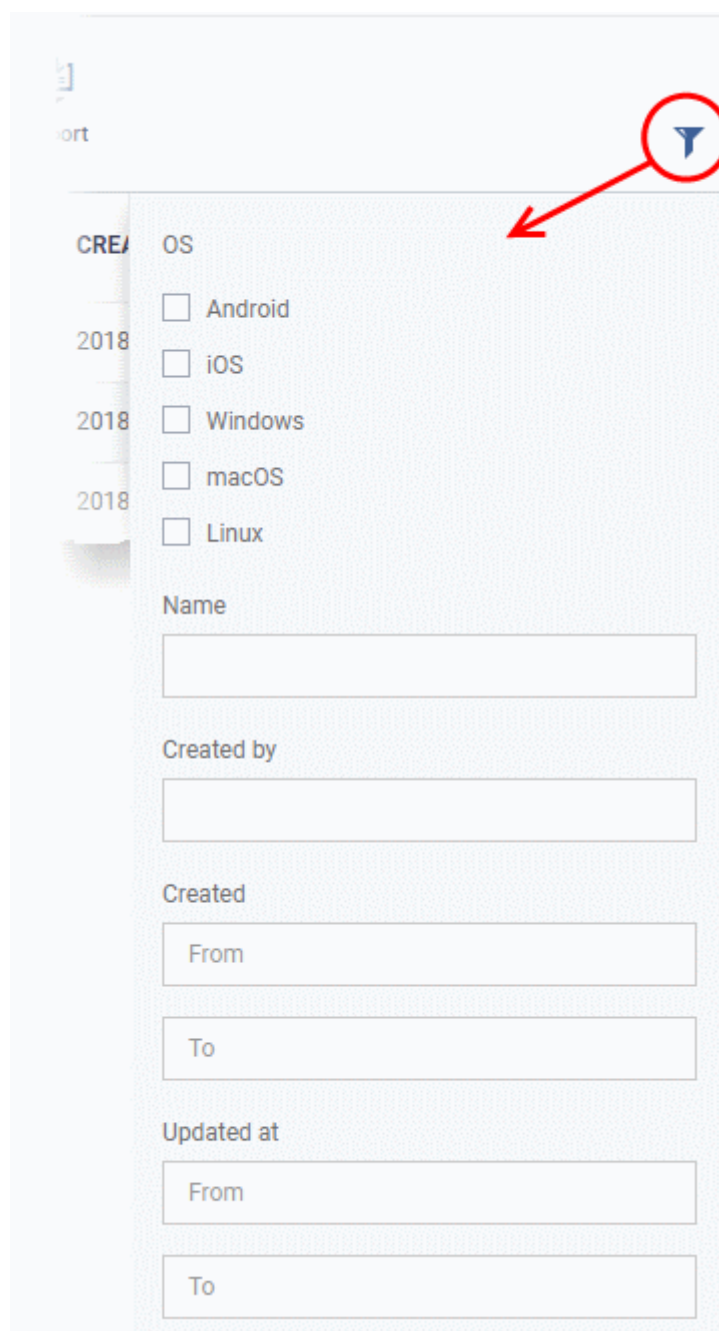 ort
CREA
OS
Android
2018
iOS
2018
Windows
macOS
2018
Linux
Name
Created by
Created
From
To
Updated at
From
To